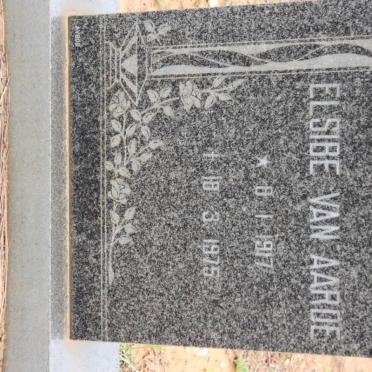 ELSIBE VAN AARDE
★ 8.1.1917
† 18.3.1975